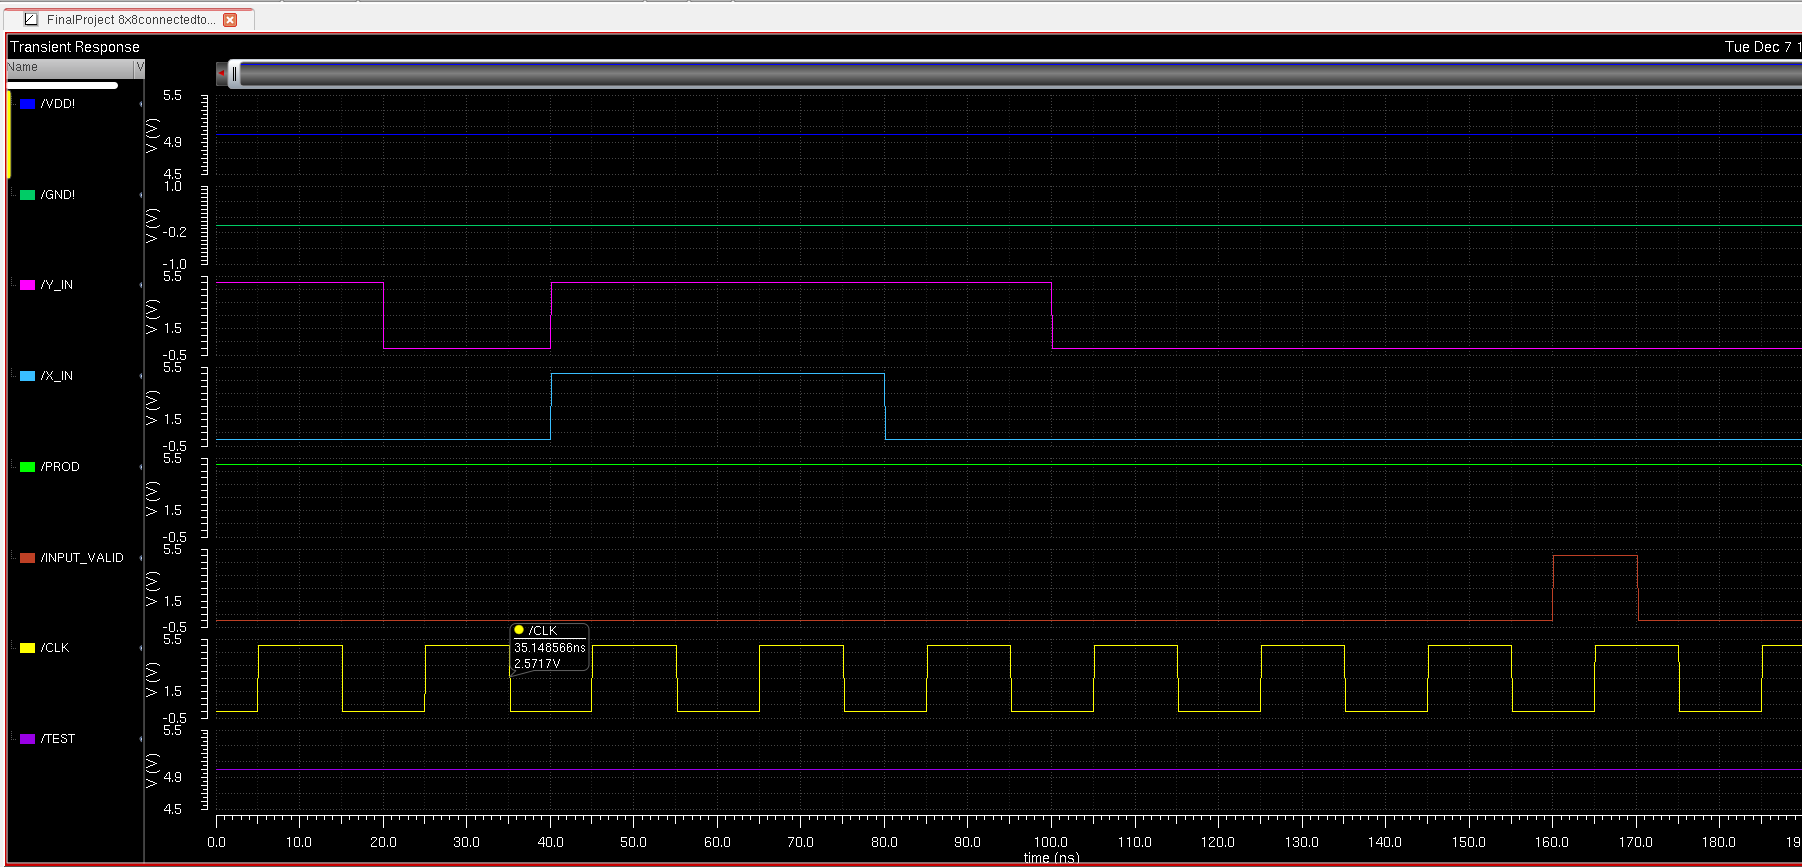 FinalProject 8x8connectedto...
Transient Response
Tue Dec 7 1
Name
V
/VDD!
5.5
4.9
4.5
V (V)
/GND!
1.0
-0.2
-1.0
V (V)
/Y_IN
5.5
1.5
-0.5
V (V)
/X_IN
5.5
1.5
-0.5
V (V)
/PROD
5.5
1.5
-0.5
V (V)
/INPUT_VALID
5.5
1.5
-0.5
V (V)
/CLK
5.5
1.5
-0.5
V (V)
/CLK
35.148566ns
2.5717V
/TEST
5.5
4.9
4.5
V (V)
0.0 10.0 20.0 30.0 40.0 50.0 60.0 70.0 80.0 90.0 100.0 110.0 120.0 130.0 140.0 150.0 160.0 170.0 180.0 19
time (ns)